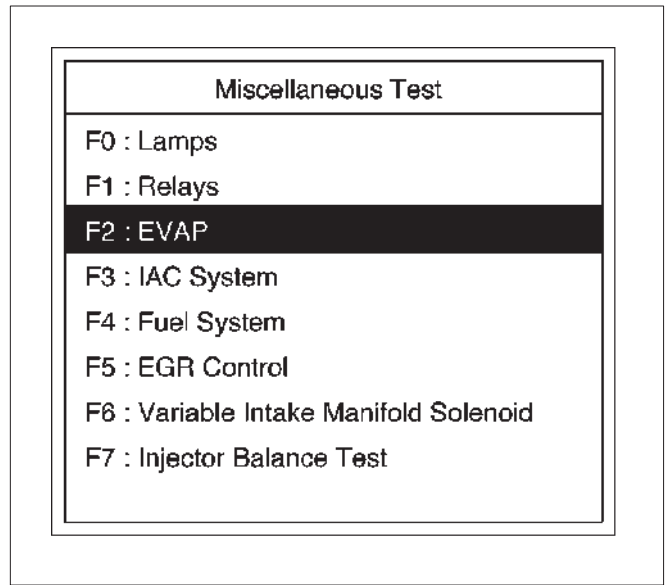 Miscellaneous Test
F0 : Lamps
F1 : Relays
F2 : EVAP
F3 : IAC System
F4 : Fuel System
F5 : EGR Control
F6 : Variable Intake Manifold Solenoid
F7 : Injector Balance Test